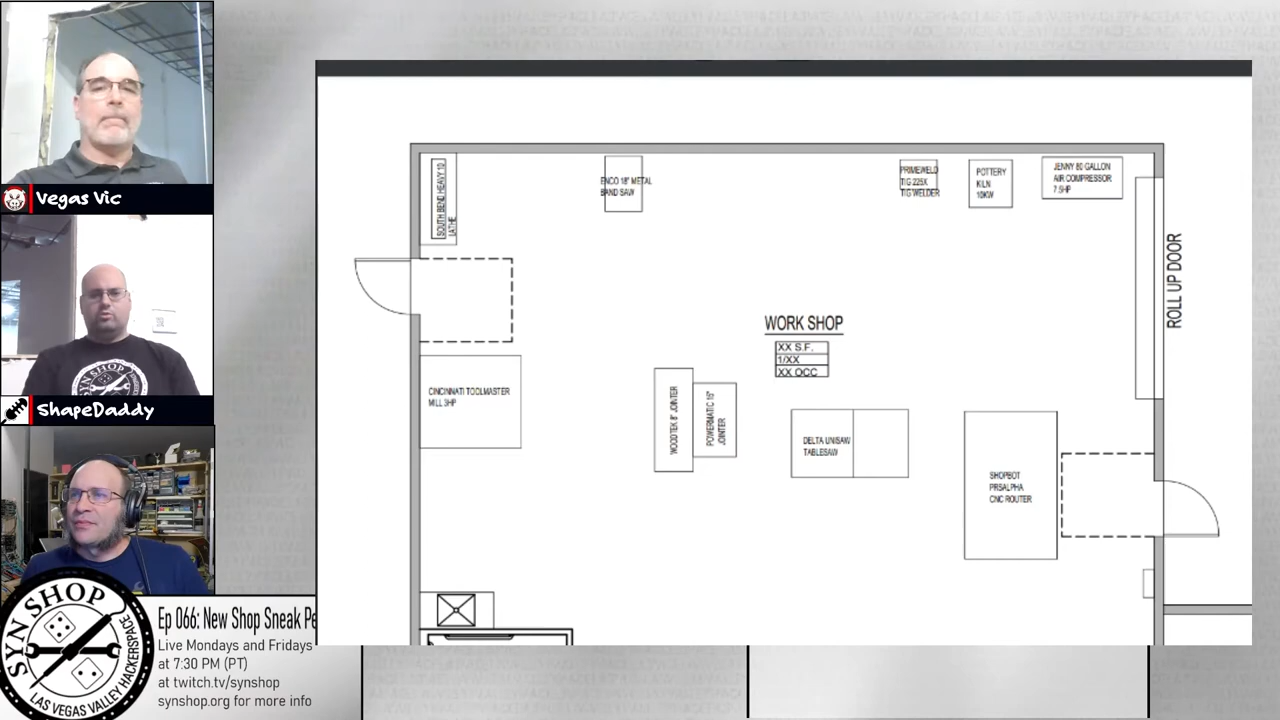 Vegas Vic
SYN SHOP
ShapeDaddy
SYN SHOP
LAS VEGAS VALLEY HACKERSPACE
Ep 066: New Shop Sneak Pe
Live Mondays and Fridays
at 7:30 PM (PT)
at twitch.tv/synshop
synshop.org for more info
SOUTH BEND HEAVY 10
LATHE
ENCO 18" METAL
BAND SAW
PRIMEWELD
TIG 225X
TIG WELDER
POTTERY
KILN
10KW
JENNY 80 GALLON
AIR COMPRESSOR
7.5HP
ROLL UP DOOR
WORK SHOP
XX S.F.
1/XX
XX OCC
CINCINNATI TOOLMASTER
MILL 3HP
WOODTEK 8" JOINTER
POWERMATIC 15"
JOINTER
DELTA UNISAW
TABLESAW
SHOPBOT
PRSALPHA
CNC ROUTER